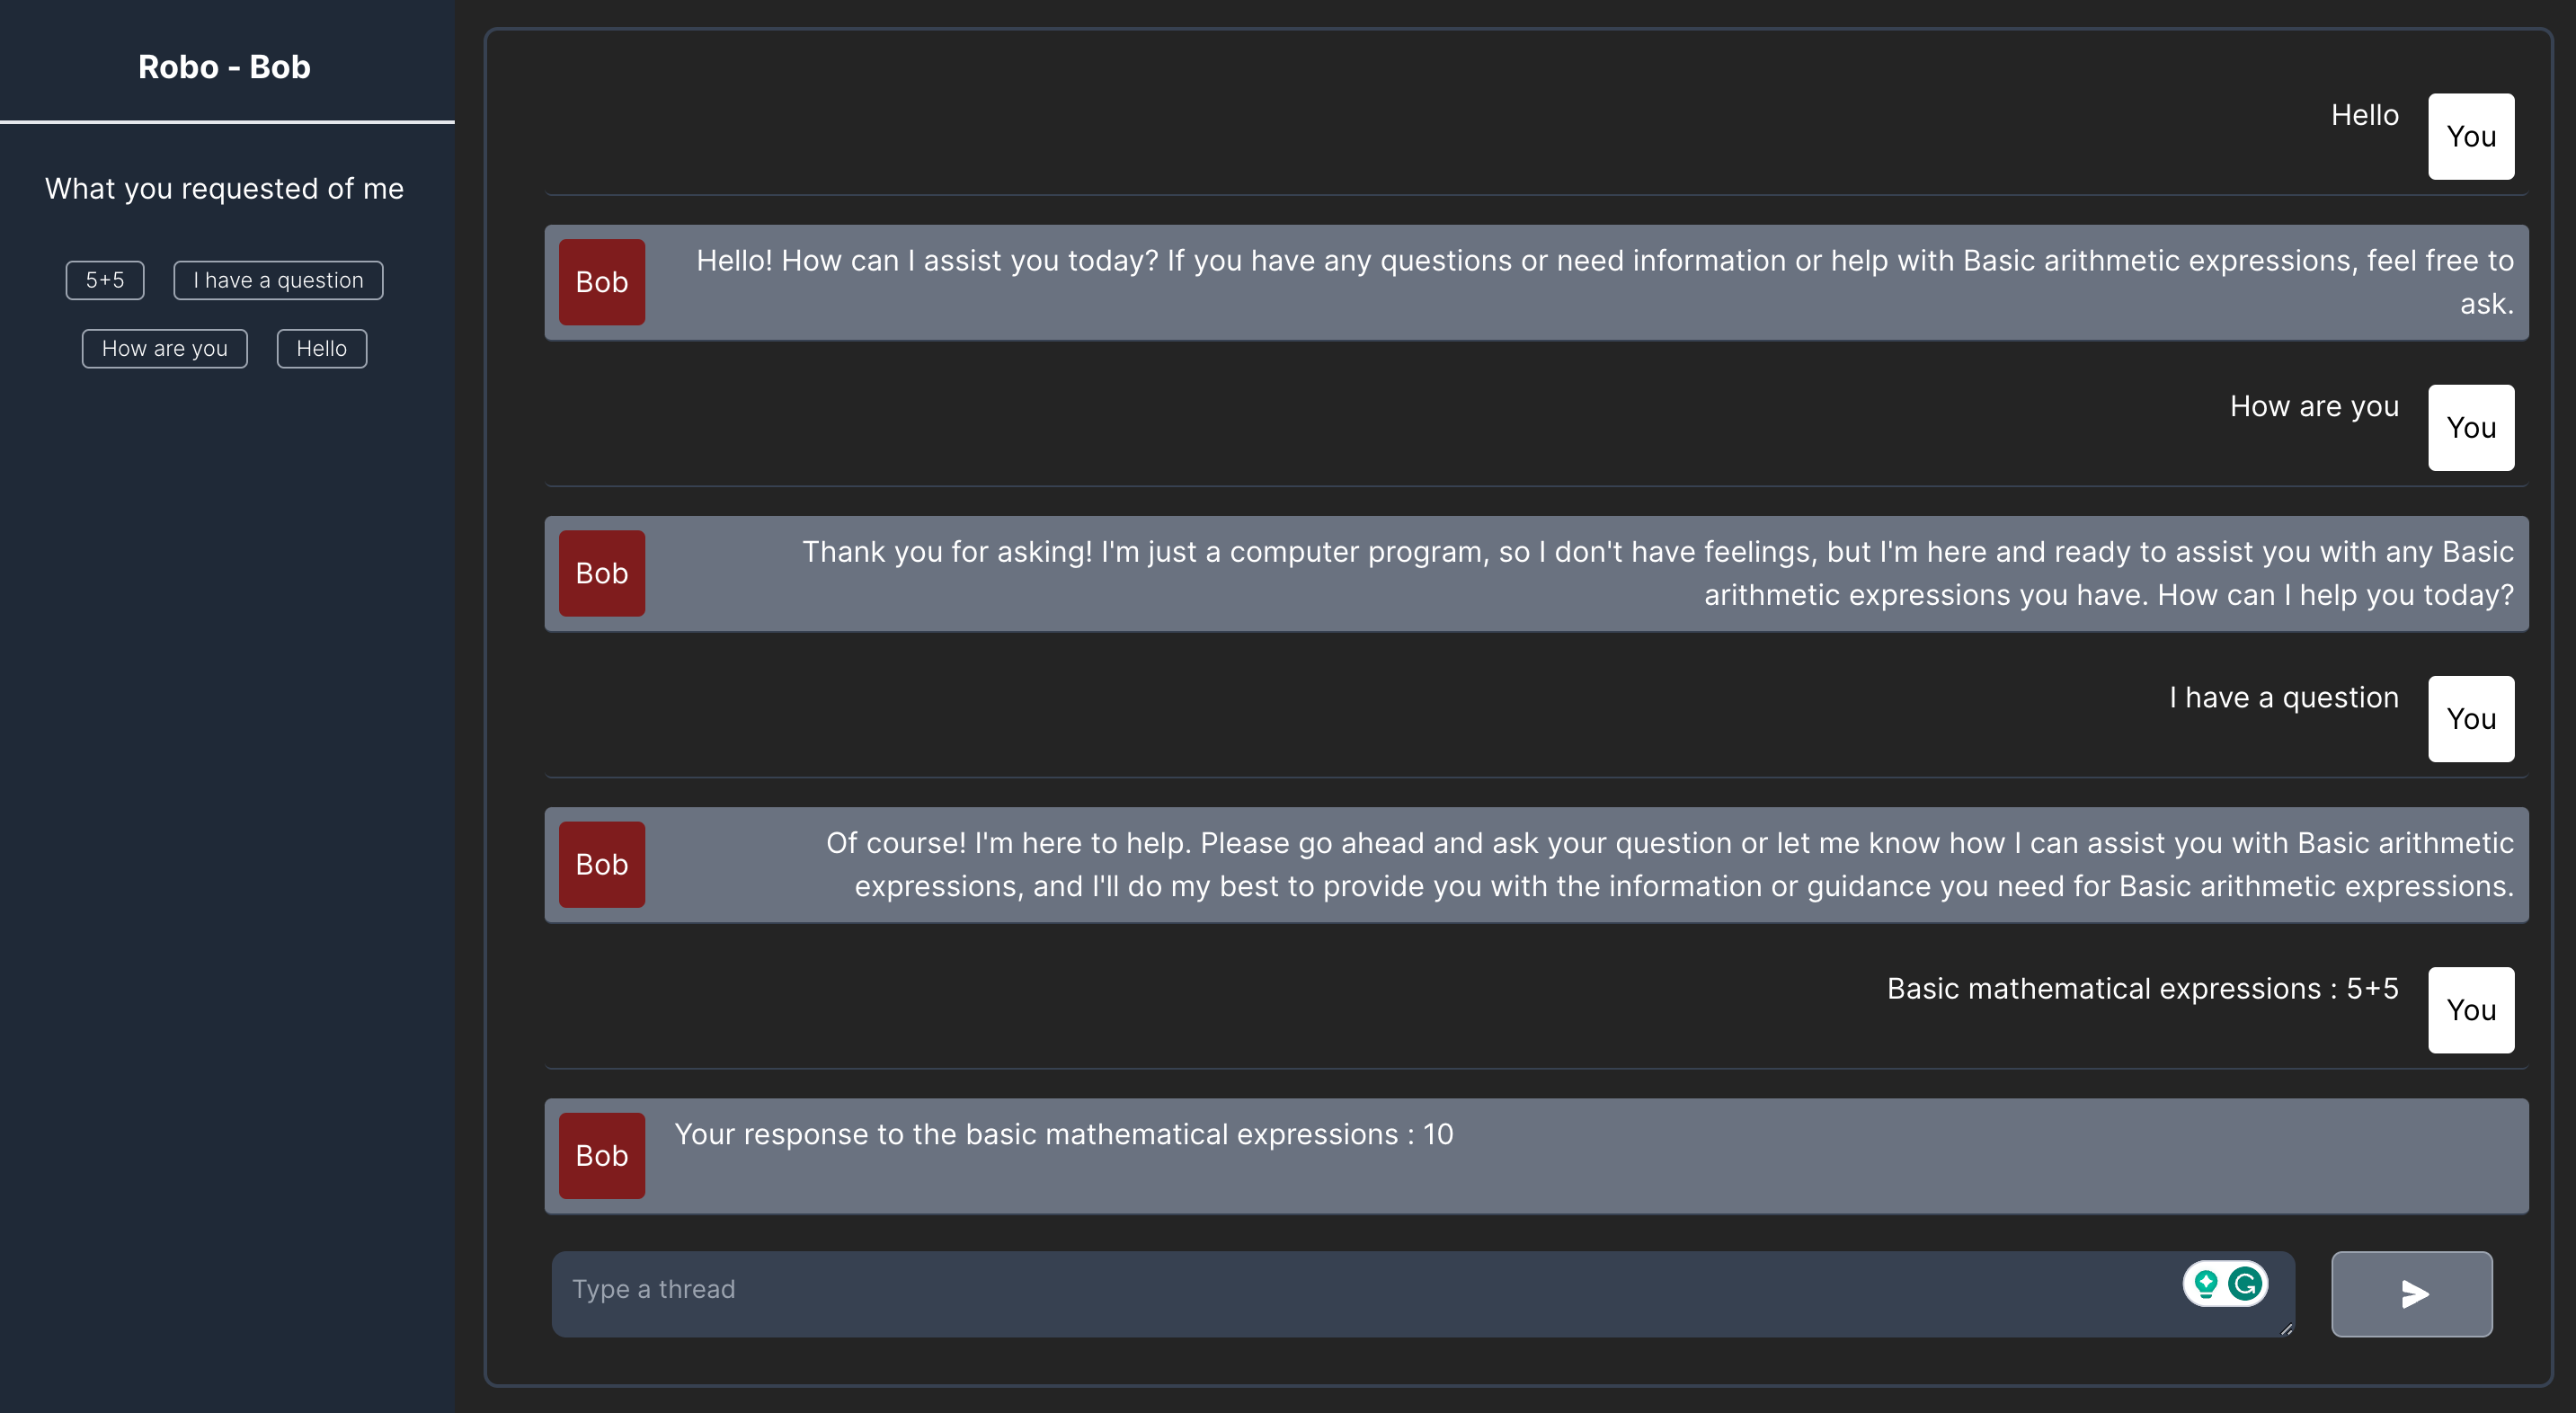 Robo - Bob
What you requested of me
5+5
I have a question
How are you
Hello
Hello
You
Bob
Hello! How can I assist you today? If you have any questions or need information or help with Basic arithmetic expressions, feel free to
ask.
How are you
You
Bob
Thank you for asking! I'm just a computer program, so I don't have feelings, but I'm here and ready to assist you with any Basic
arithmetic expressions you have. How can I help you today?
I have a question
You
Bob
Of course! I'm here to help. Please go ahead and ask your question or let me know how I can assist you with Basic arithmetic
expressions, and I'll do my best to provide you with the information or guidance you need for Basic arithmetic expressions.
Basic mathematical expressions : 5+5
You
Bob
Your response to the basic mathematical expressions : 10
Type a thread